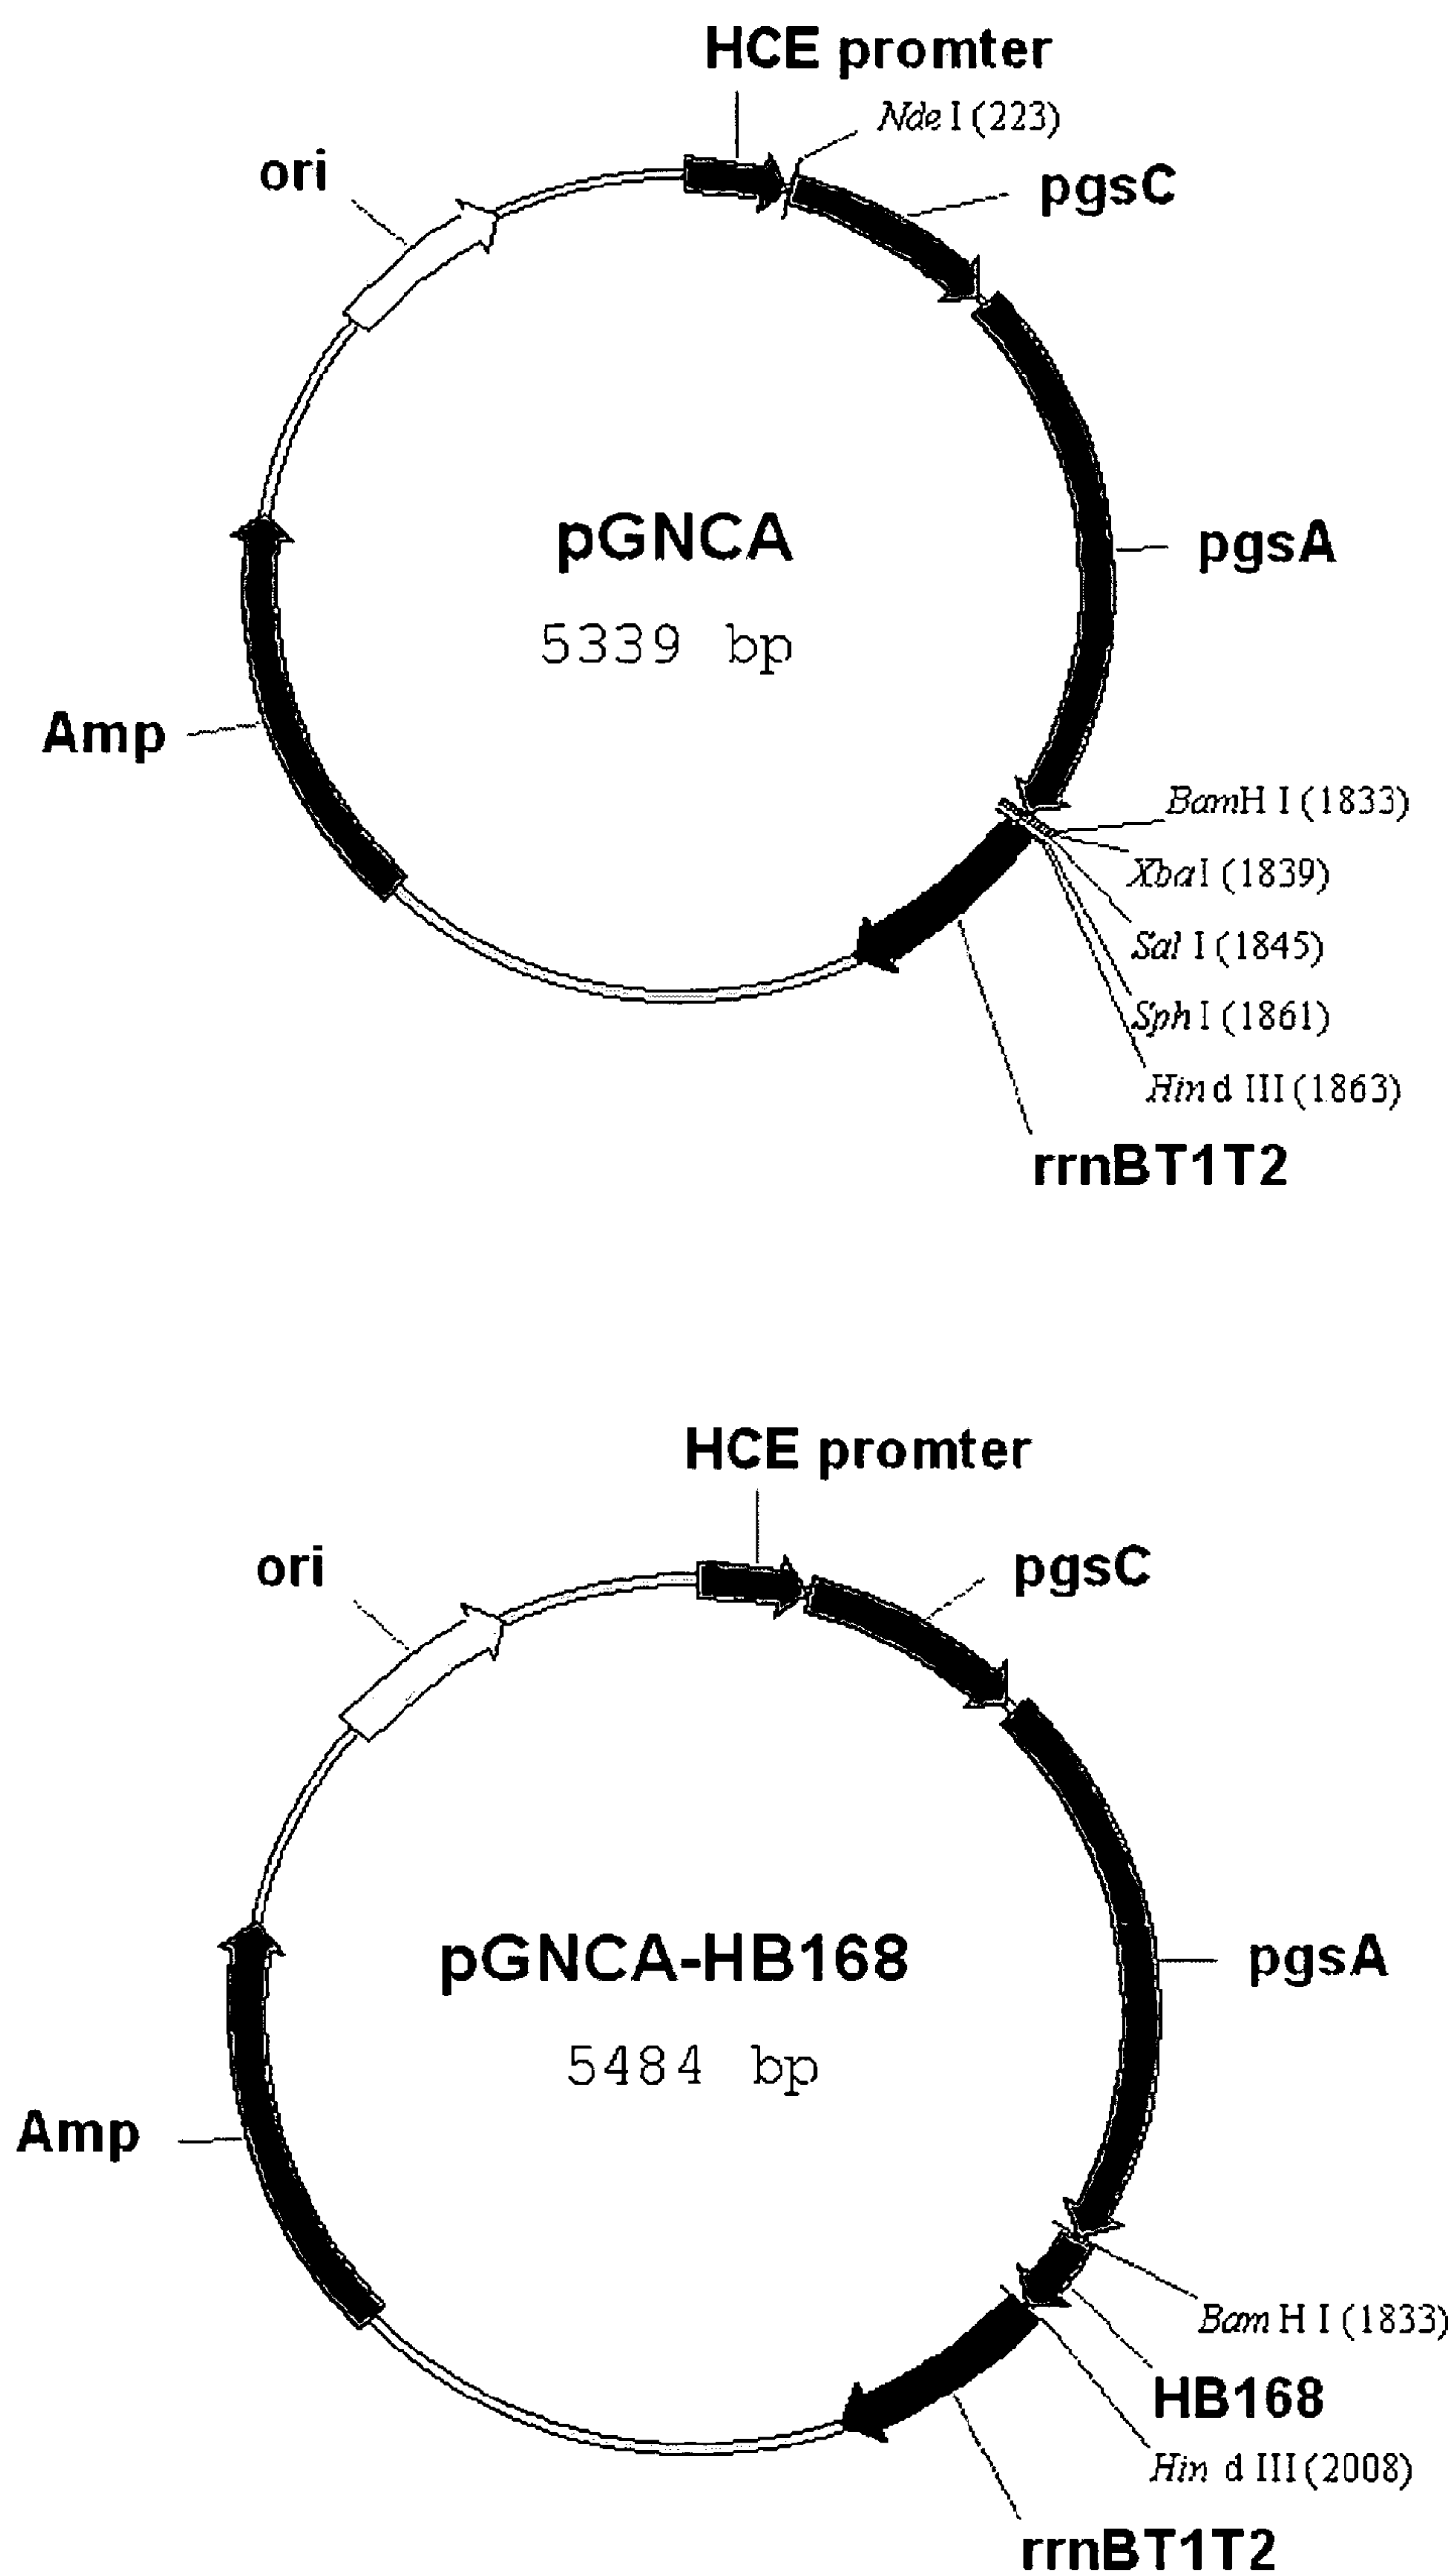 HCE promter
Nde I (223)
ori
pgsC
pGNCA
5339 bp
pgsA
Amp
BamH I (1833)
XbaI (1839)
Sal I (1845)
Sph I (1861)
Hin d III (1863)
rrnBT1T2
HCE promter
ori
pgsC
pGNCA-HB168
5484 bp
pgsA
Amp
Bam H I (1833)
HB168
Hin d III (2008)
rrnBT1T2